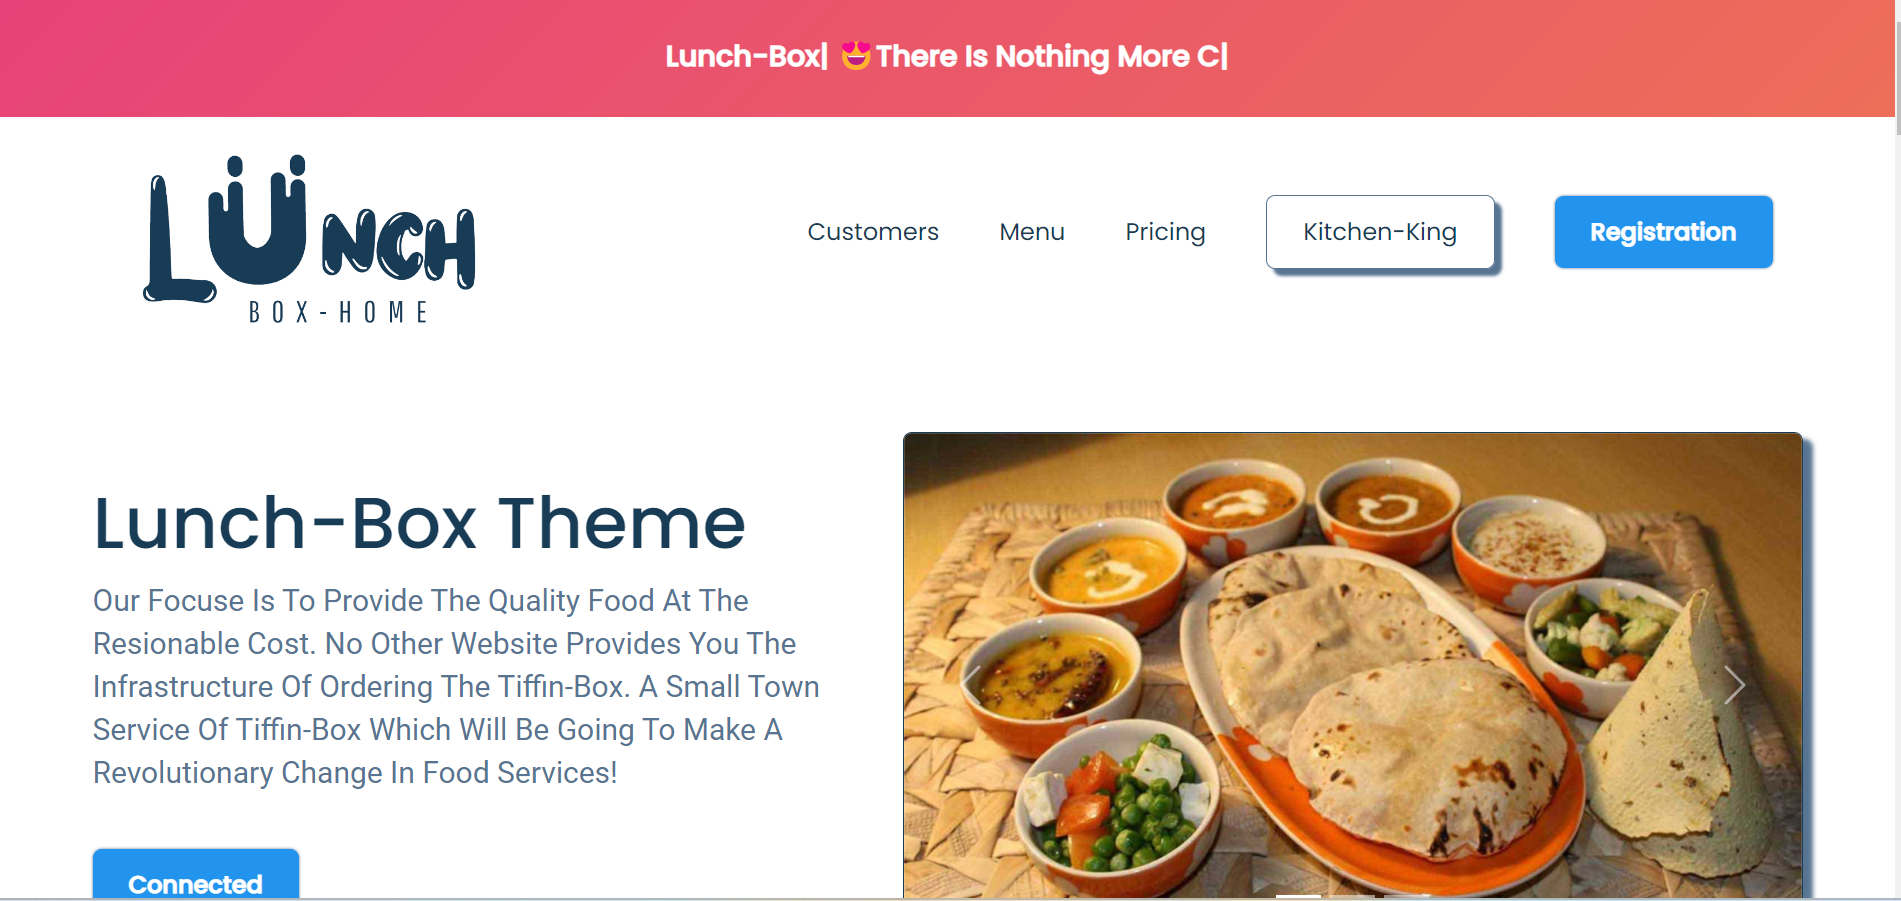 Lunch-Box| 😍There Is Nothing More C|
LUNCH
BOX-HOME
Customers Menu Pricing Kitchen-King Registration
Lunch-Box Theme
Our Focuse Is To Provide The Quality Food At The
Resionable Cost. No Other Website Provides You The
Infrastructure Of Ordering The Tiffin-Box. A Small Town
Service Of Tiffin-Box Which Will Be Going To Make A
Revolutionary Change In Food Services!
Connected